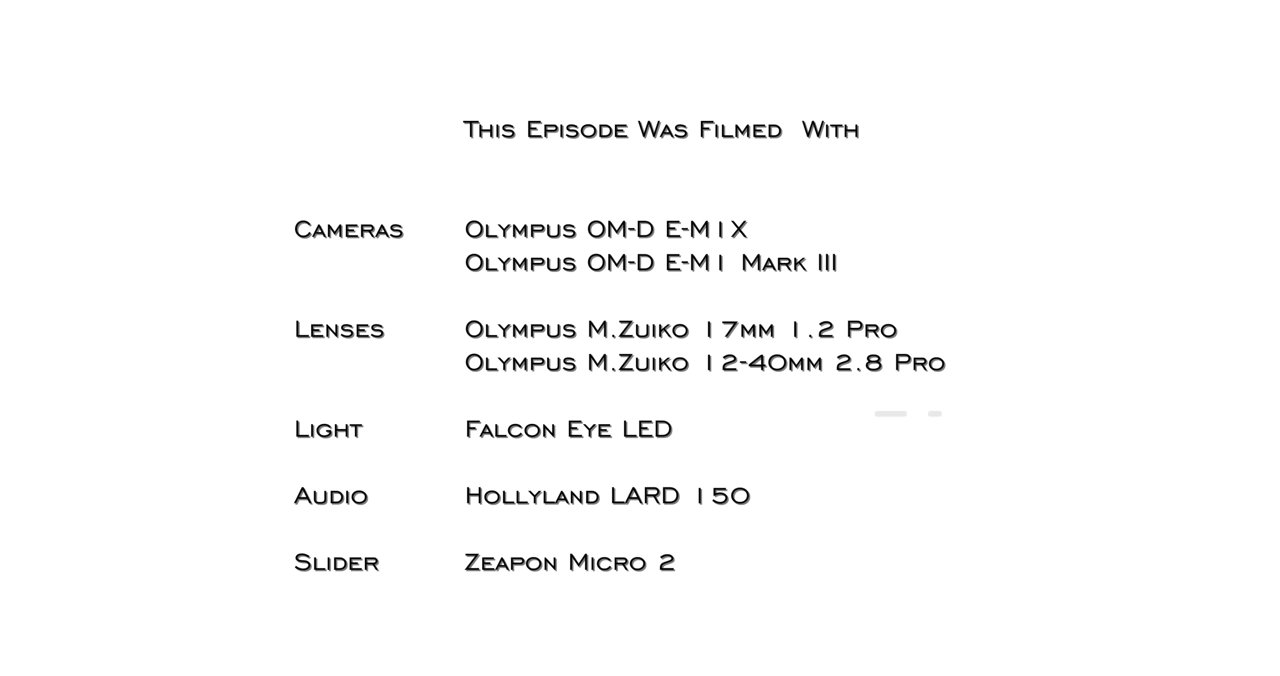 This Episode Was Filmed With
Cameras Olympus OM-D E-M1X
Olympus OM-D E-M1 Mark III
Lenses Olympus M.Zuiko 17mm 1.2 Pro
Olympus M.Zuiko 12-40mm 2.8 Pro
Light Falcon Eye LED
Audio Hollyland LARD 150
Slider Zeapon Micro 2